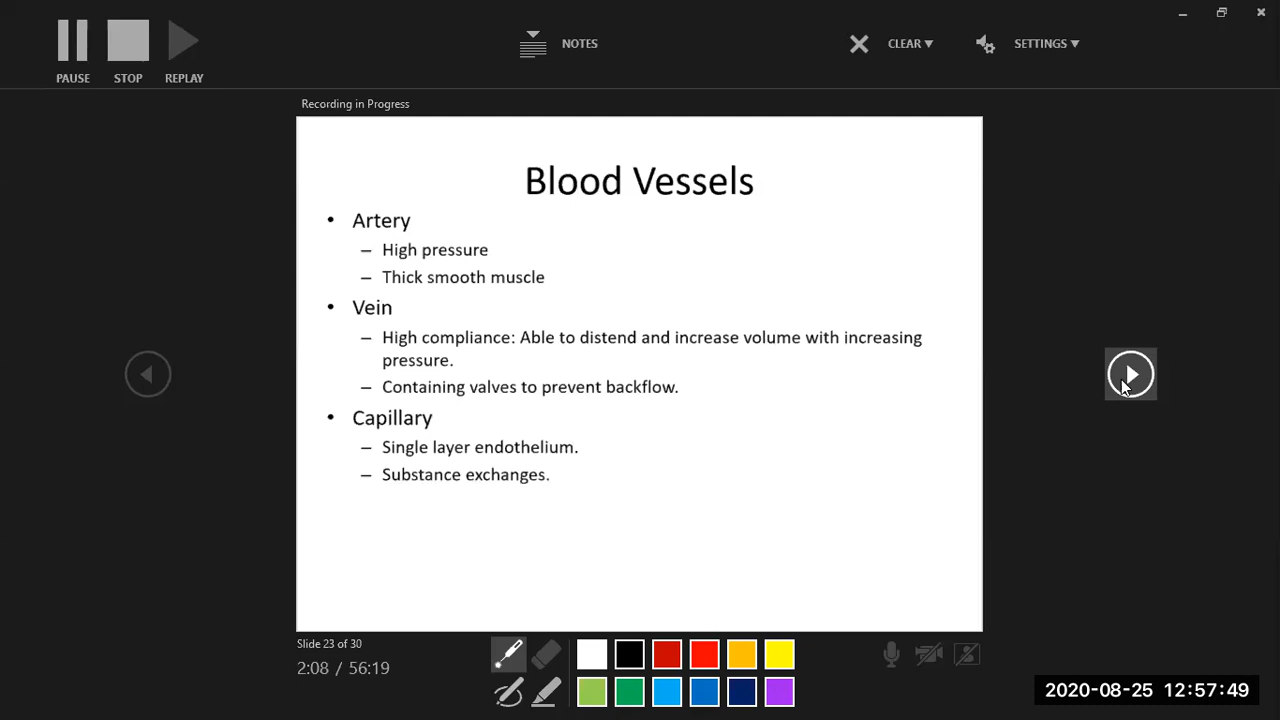 PAUSE
STOP
REPLAY
NOTES
CLEAR
SETTINGS
Recording in Progress
Blood Vessels
• Artery
– High pressure
– Thick smooth muscle
• Vein
– High compliance: Able to distend and increase volume with increasing
pressure.
– Containing valves to prevent backflow.
• Capillary
– Single layer endothelium.
– Substance exchanges.
Slide 23 of 30
2:08 / 56:19
2020-08-25 12:57:49